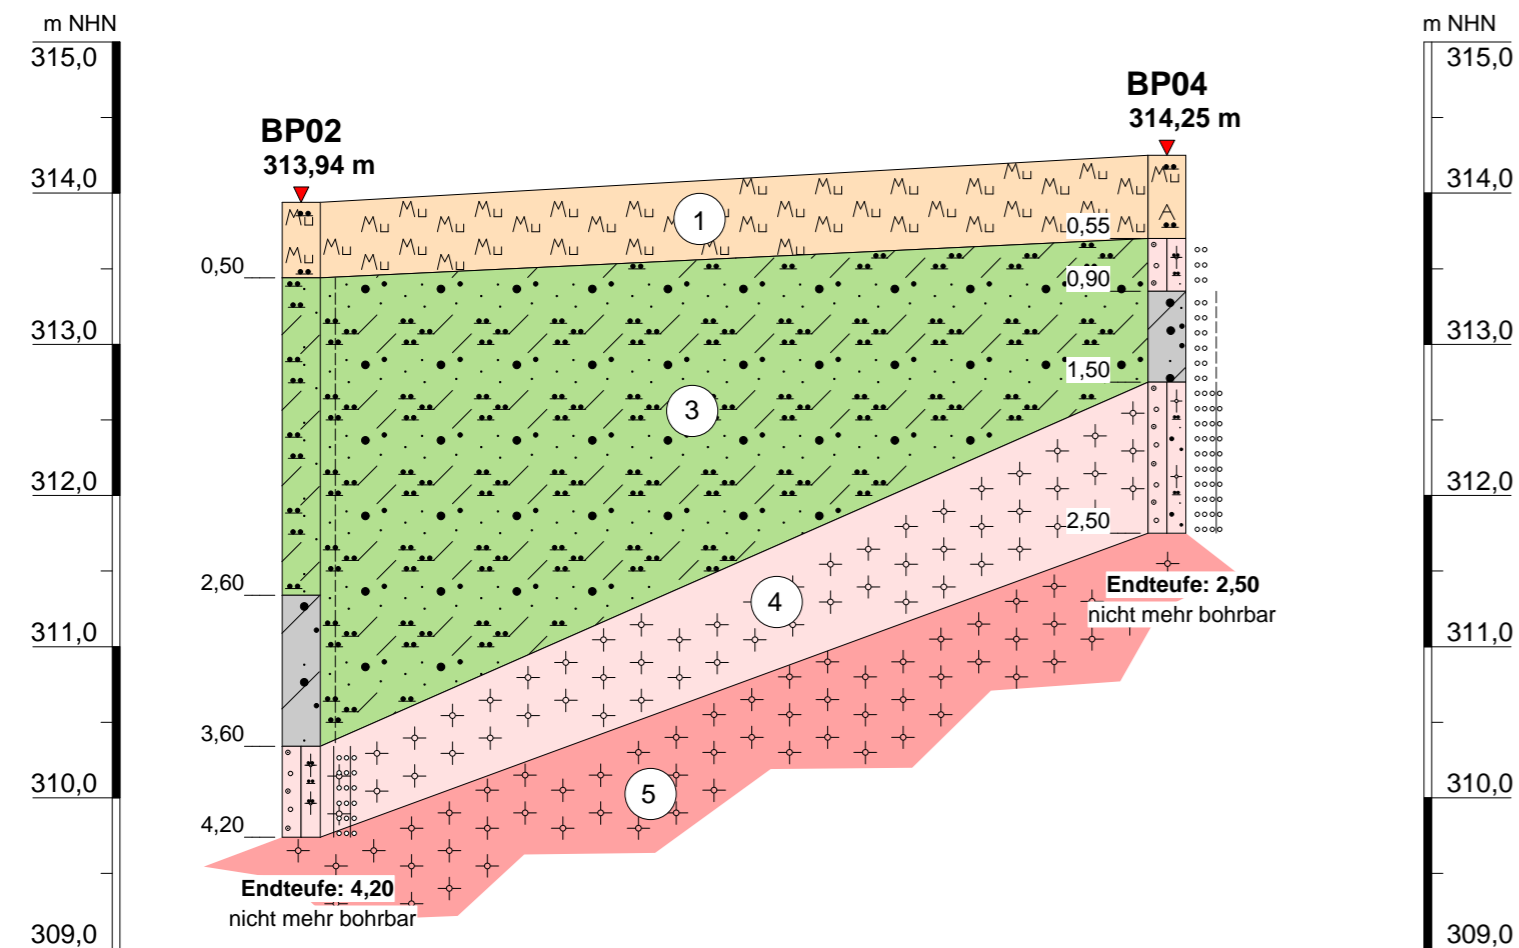 m NHN
m NHN
315,0
315,0
BP04
314,25 m
BP02
313,94 m
314,0
314,0
1
0,55
0,50
0,90
313,0
313,0
1,50
3
312,0
312,0
2,50
2,60
Endteufe: 2,50
nicht mehr bohrbar
4
311,0
311,0
3,60
310,0
310,0
5
4,20
Endteufe: 4,20
nicht mehr bohrbar
309,0
309,0